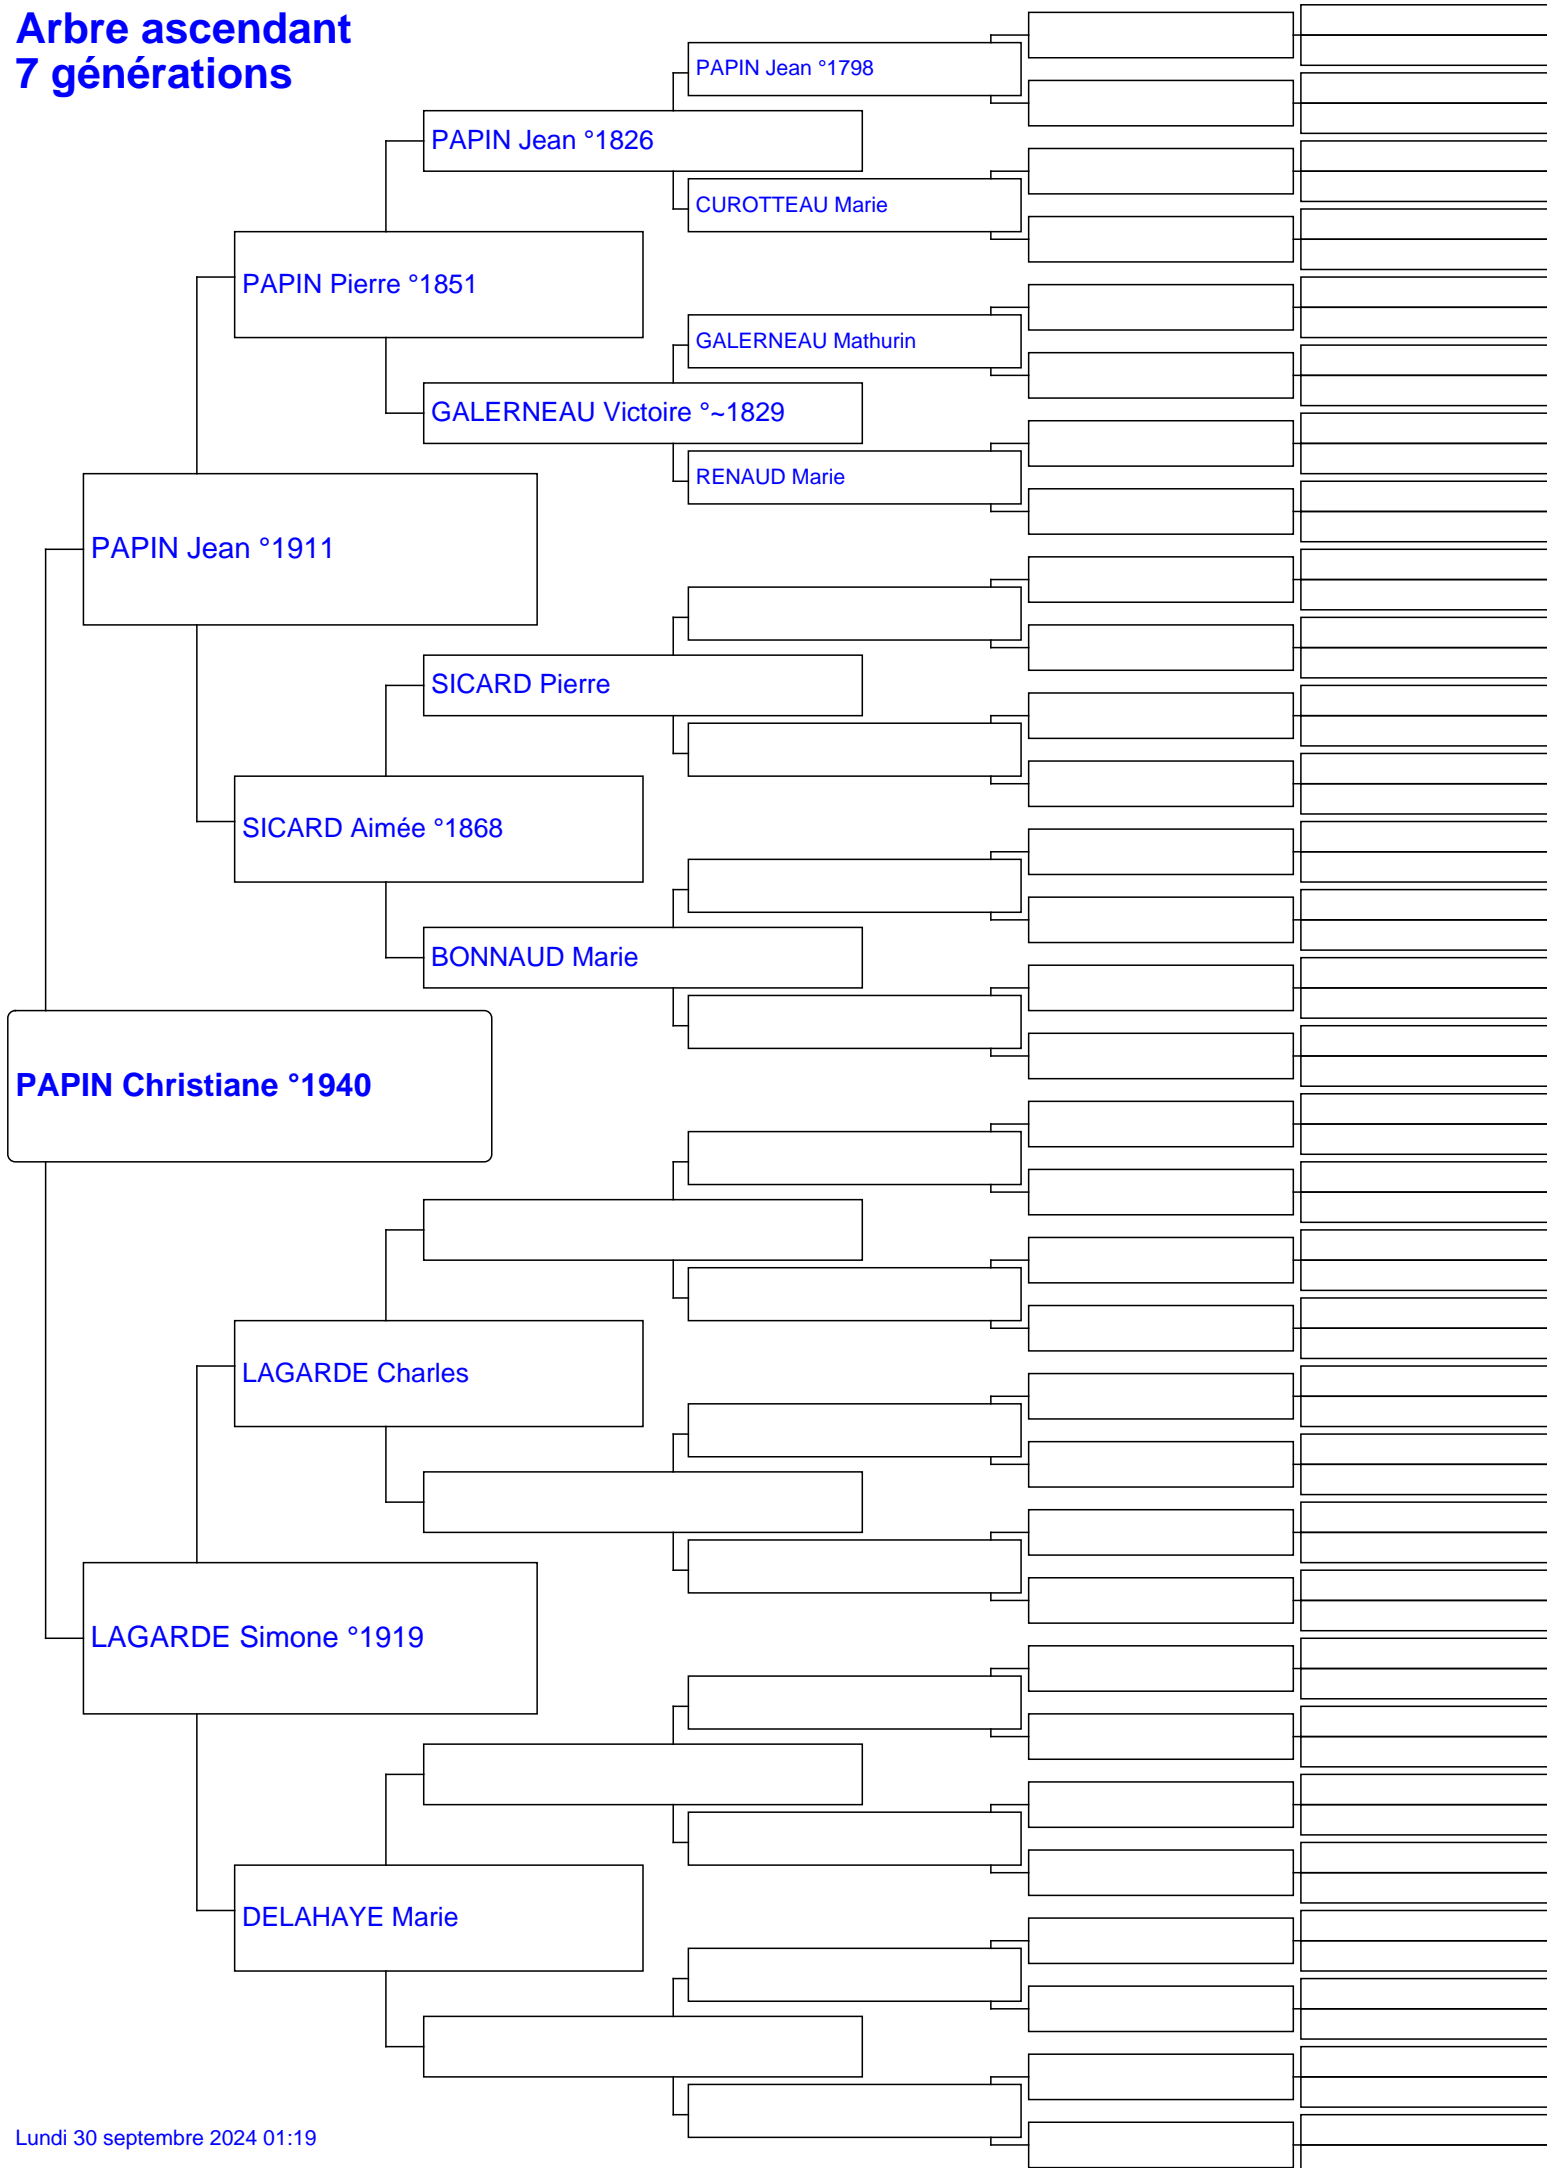 Arbre ascendant
7 générations
PAPIN Jean °1798
PAPIN Jean °1826
CUROTTEAU Marie
PAPIN Pierre °1851
GALERNEAU Mathurin
GALERNEAU Victoire °~1829
RENAUD Marie
PAPIN Jean °1911
SICARD Pierre
SICARD Aimée °1868
BONNAUD Marie
PAPIN Christiane °1940
LAGARDE Charles
LAGARDE Simone °1919
DELAHAYE Marie
Lundi 30 septembre 2024 01:19